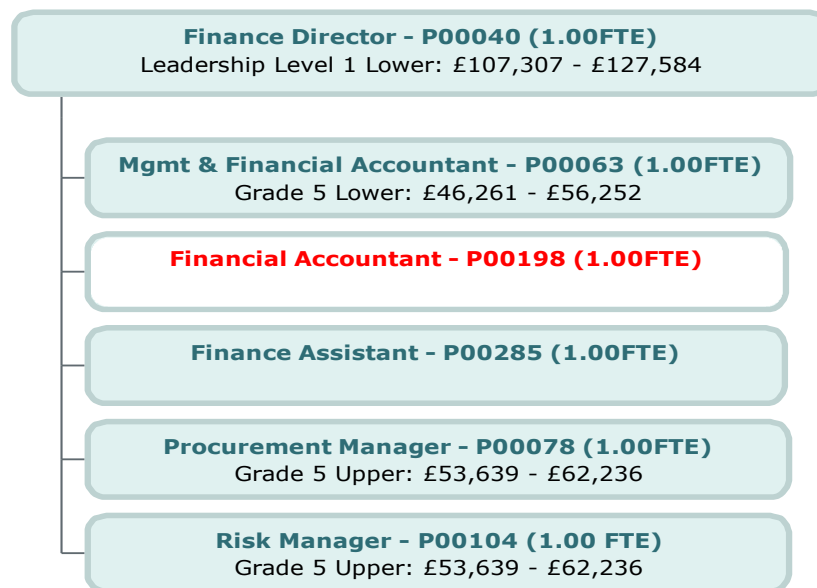 Finance Director - P00040 (1.00FTE)
Leadership Level 1 Lower: £107,307 - £127,584
Mgmt & Financial Accountant - P00063 (1.00FTE)
Grade 5 Lower: £46,261 - £56,252
Financial Accountant - P00198 (1.00FTE)
Finance Assistant - P00285 (1.00FTE)
Procurement Manager - P00078 (1.00FTE)
Grade 5 Upper: £53,639 - £62,236
Risk Manager - P00104 (1.00 FTE)
Grade 5 Upper: £53,639 - £62,236